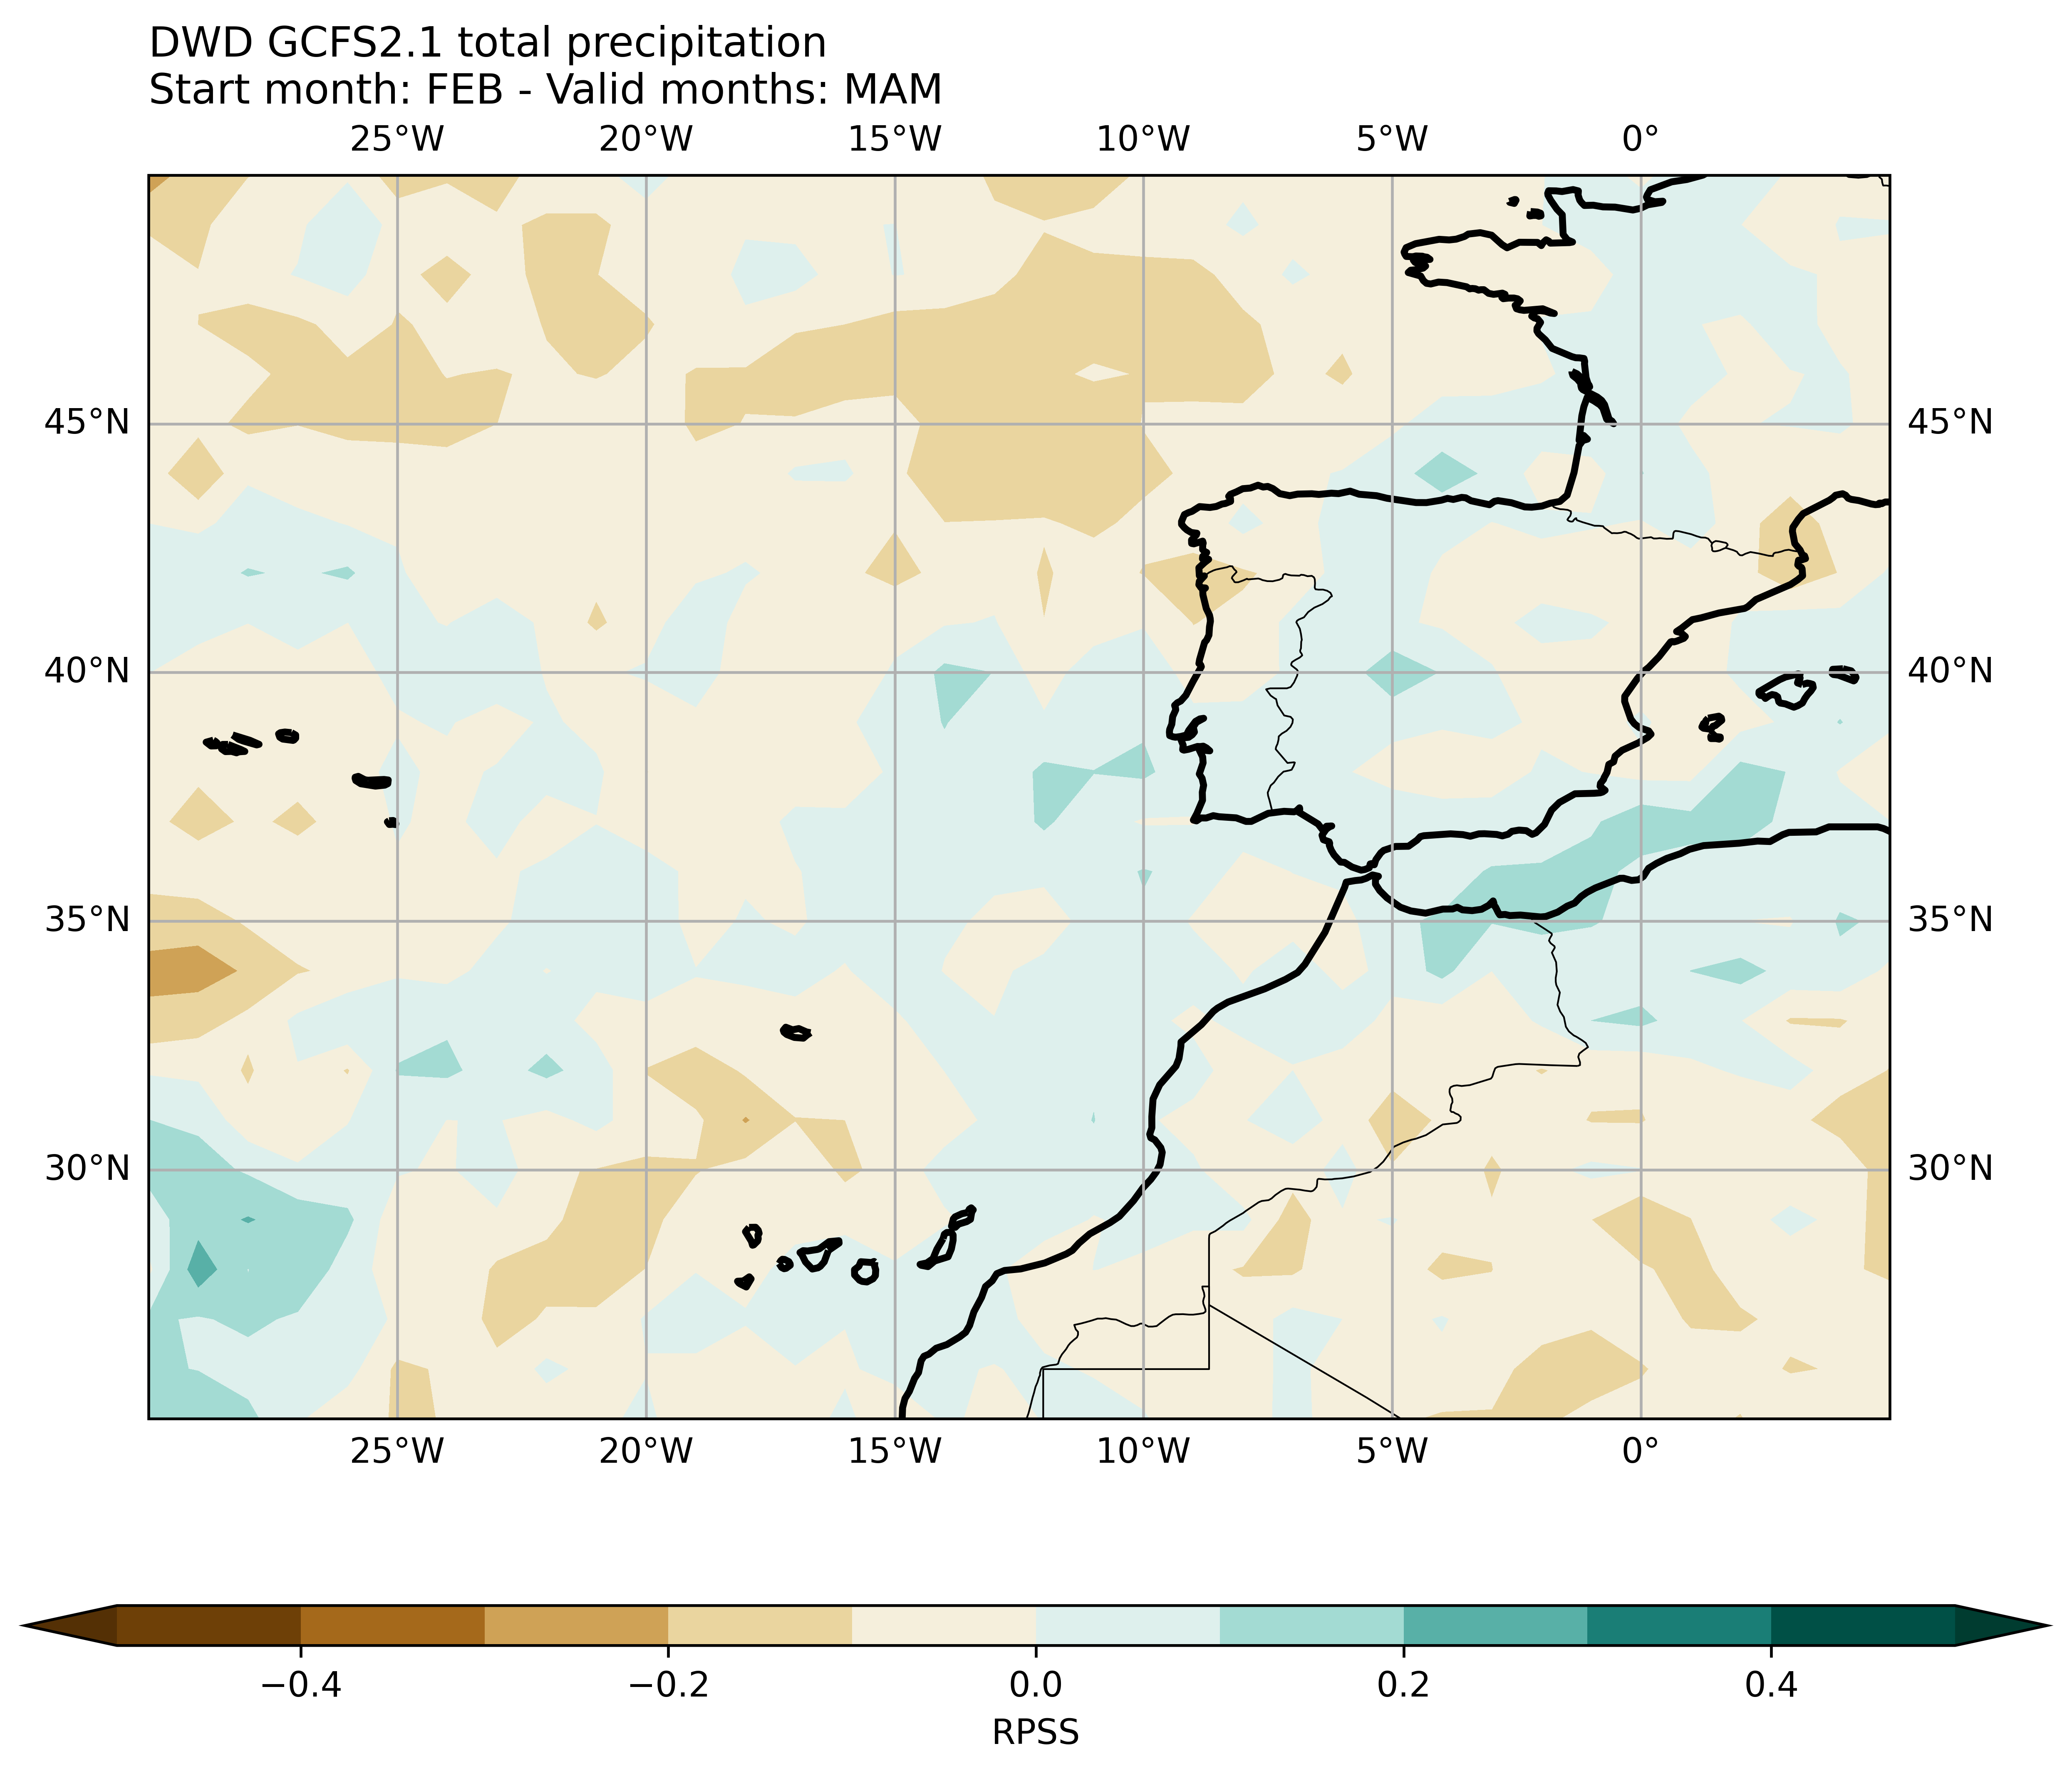 DWD GCFS2.1 total precipitation
Start month: FEB - Valid months: MAM
25°W 20°W 15°W 10°W 5°W 0°
45°N 45°N
40°N 40°N
35°N 35°N
30°N 30°N
25°W 20°W 15°W 10°W 5°W 0°
−0.4 −0.2 0.0 0.2 0.4
RPSS